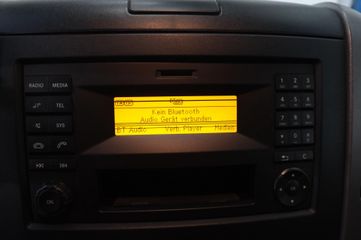 RADIO MEDIA
TEL
SYS
OK
Kein Bluetooth
Audio Gerät verbunden
BT Audio Verb. Player Medien
1 2 3
4 5 6
7 8 9
* 0 #
C